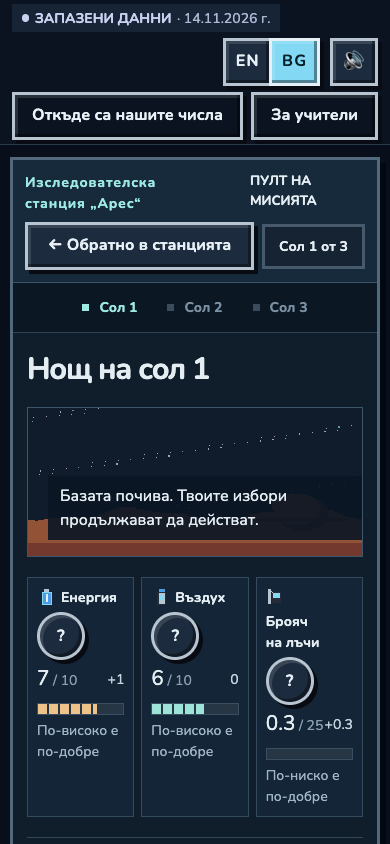 ЗАПАЗЕНИ ДАННИ · 14.11.2026 г.
EN BG
Откъде са нашите числа
За учители
Изследователска
станция „Арес“
ПУЛТ НА
МИСИЯТА
← Обратно в станцията
Сол 1 от 3
Сол 1
Сол 2
Сол 3
Нощ на сол 1
Базата почива. Твоите избори
продължават да действат.
Енергия
?
7 / 10 +1
По-високо е
по-добре
Въздух
?
6 / 10 0
По-високо е
по-добре
Брояч
на лъчи
?
0.3 / 25 +0.3
По-ниско е
по-добре